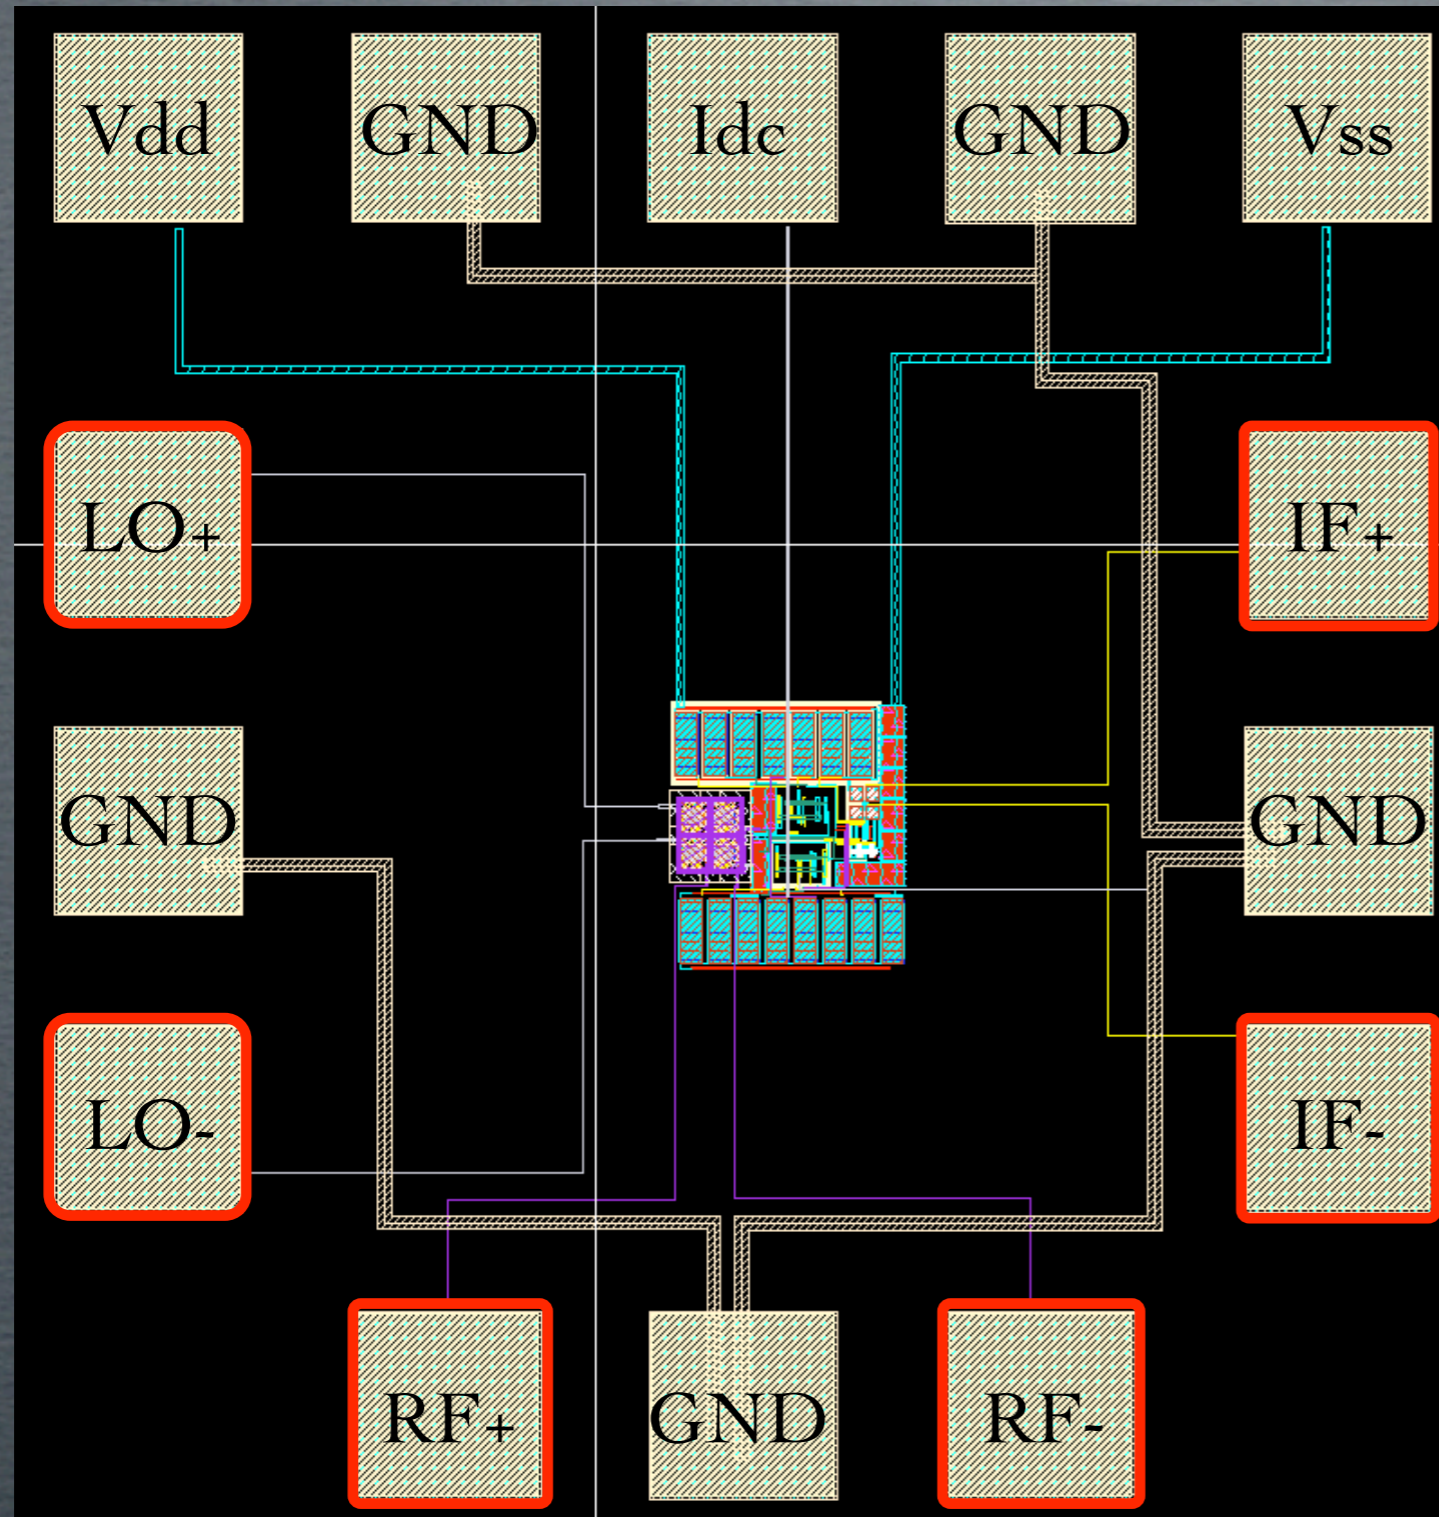 Vdd GND Idc GND Vss
LO+ IF+
GND GND
LO- IF-
RF+ GND RF-